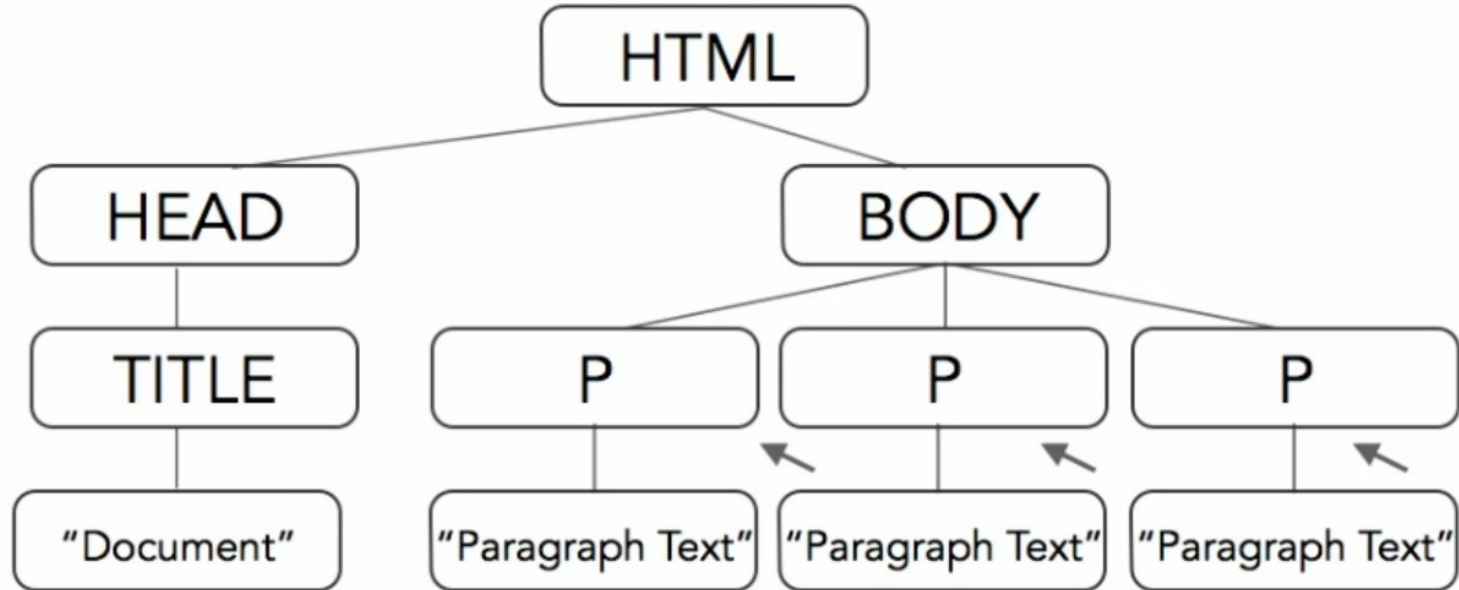 HTML
HEAD
BODY
TITLE
P
P
P
“Document”
“Paragraph Text”
“Paragraph Text”
“Paragraph Text”